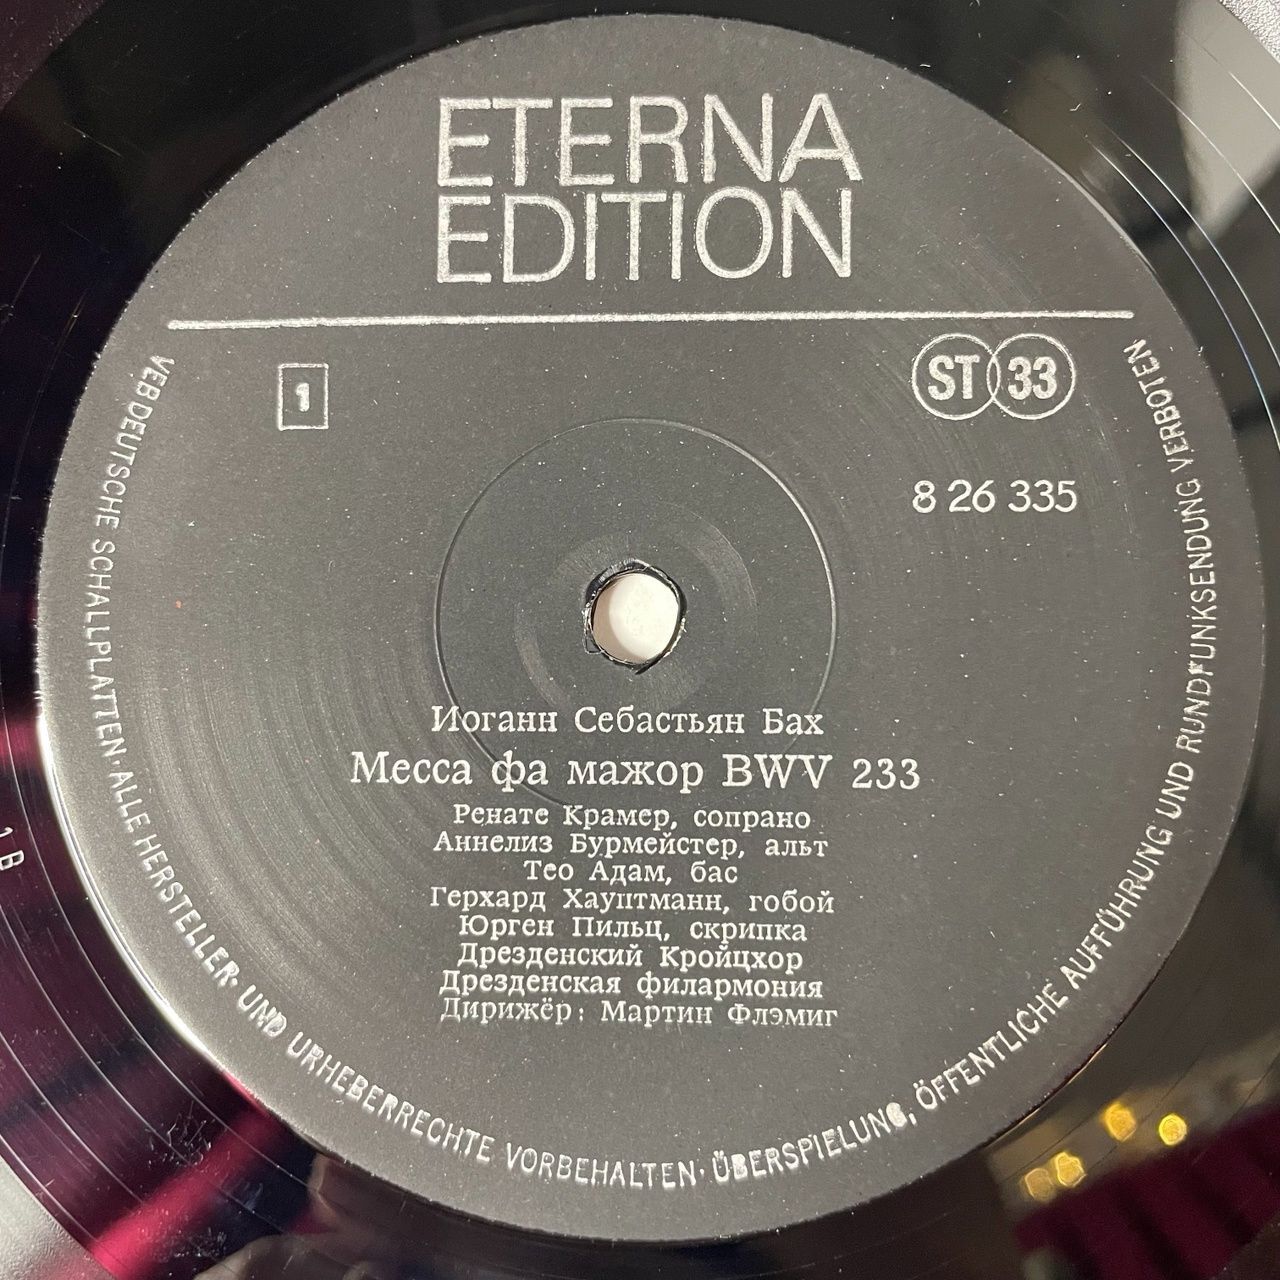 ETERNA
EDITION
1
ST 33
8 26 335
Иоганн Себастьян Бах
Месса фа мажор BWV 233
Ренате Крамер, сопрано
Аннелиз Бурмейстер, альт
Тео Адам, бас
Герхард Хауптманн, гобой
Юрген Пильц, скрипка
Дрезденский Кройцхор
Дрезденская филармония
Дирижёр: Мартин Флэмиг
VEB DEUTSCHE SCHALLPLATTEN · ALLE HERSTELLER- UND URHEBERRECHTE VORBEHALTEN · ÜBERSPIELUNG, ÖFFENTLICHE AUFFÜHRUNG UND RUNDFUNKSENDUNG VERBOTEN
1 B